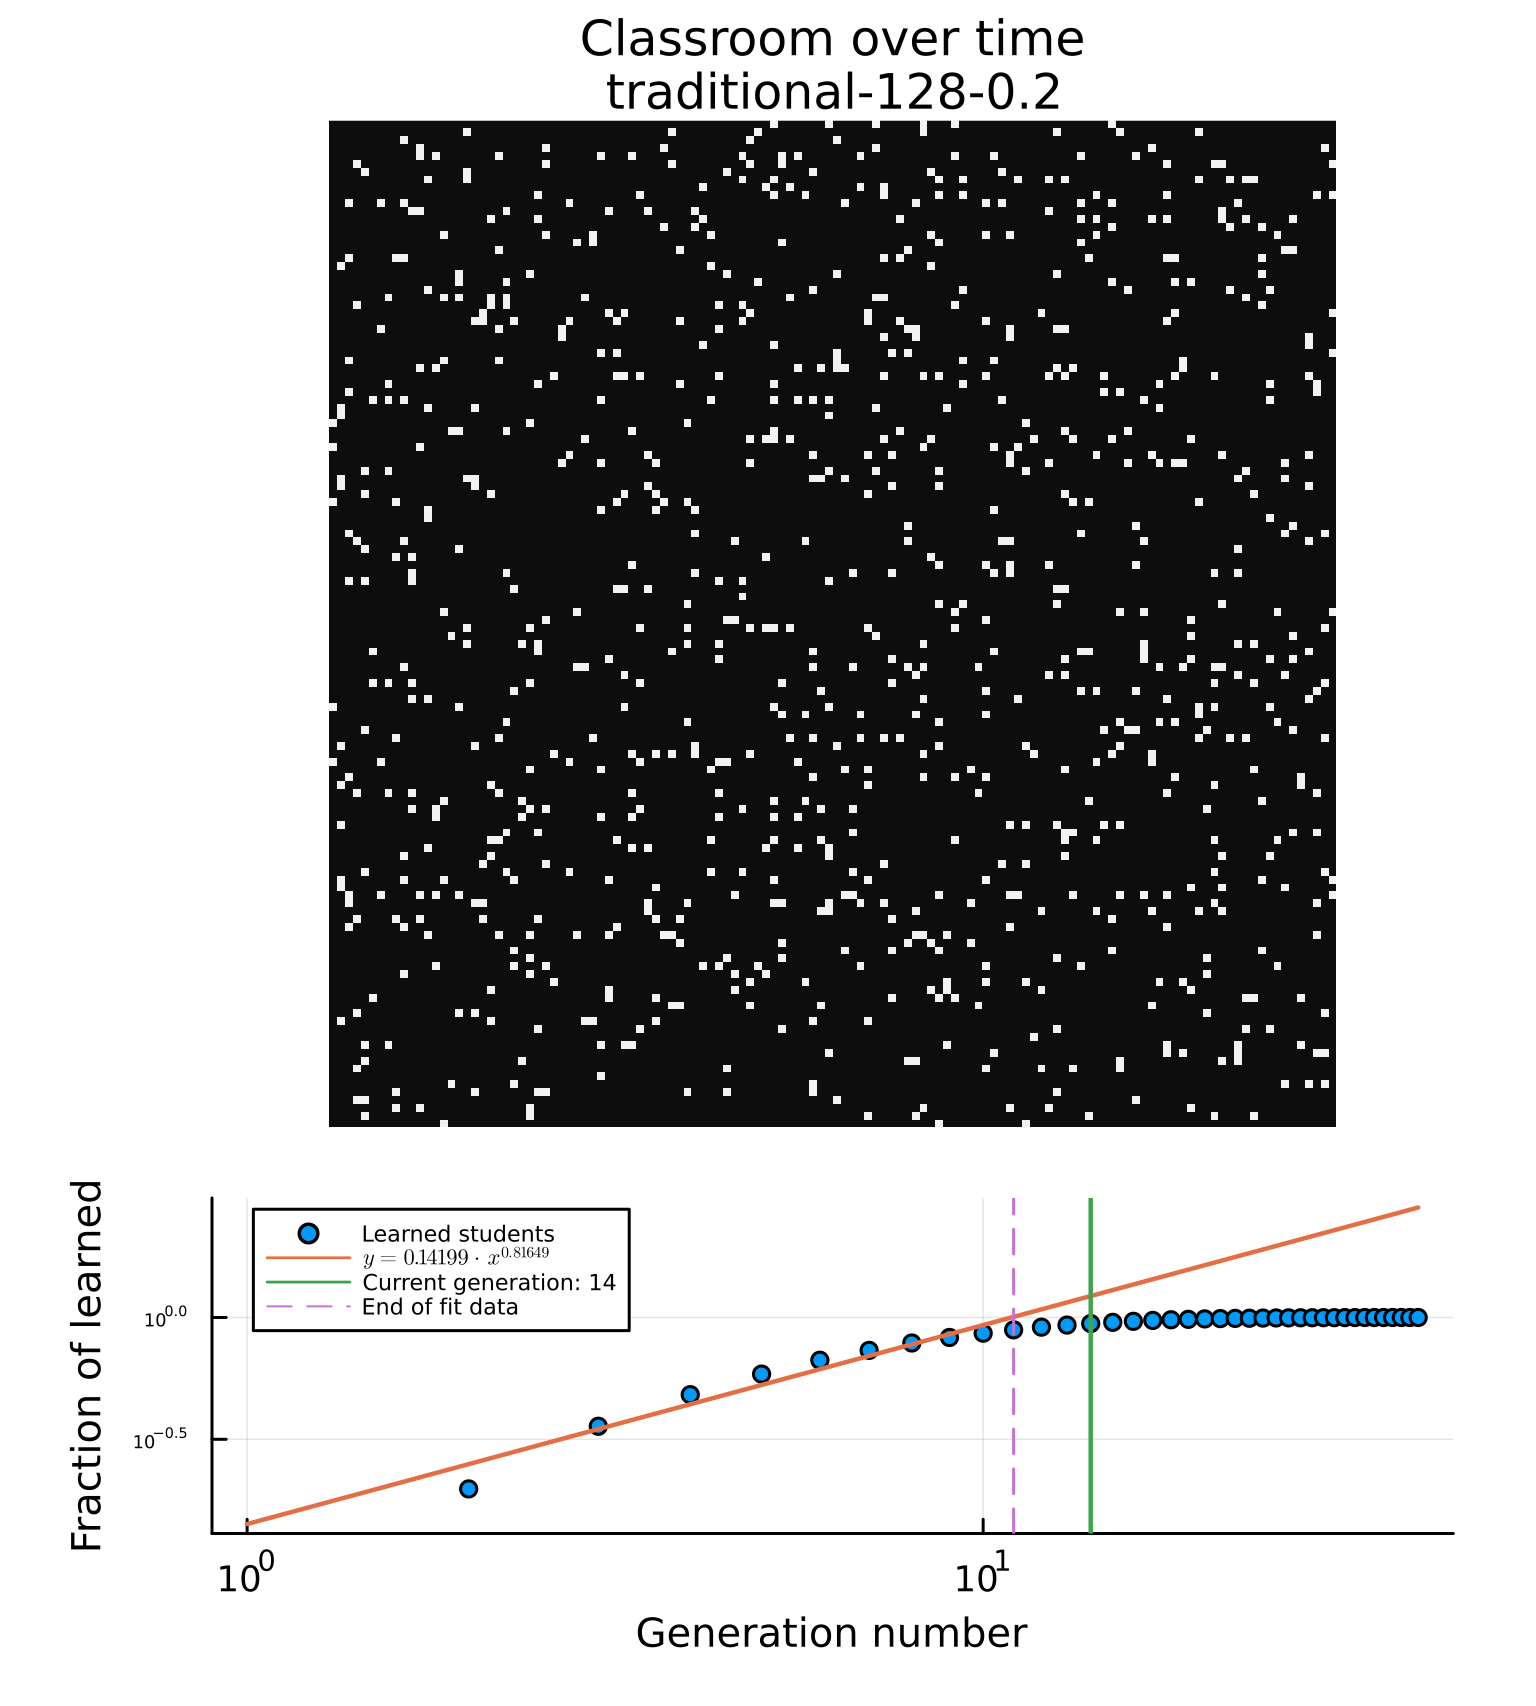 Classroom over time
traditional-128-0.2
Fraction of learned
Learned students
y = 0.14199 · x^0.81649
Current generation: 14
End of fit data
10^0.0
10^−0.5
10^0
10^1
Generation number